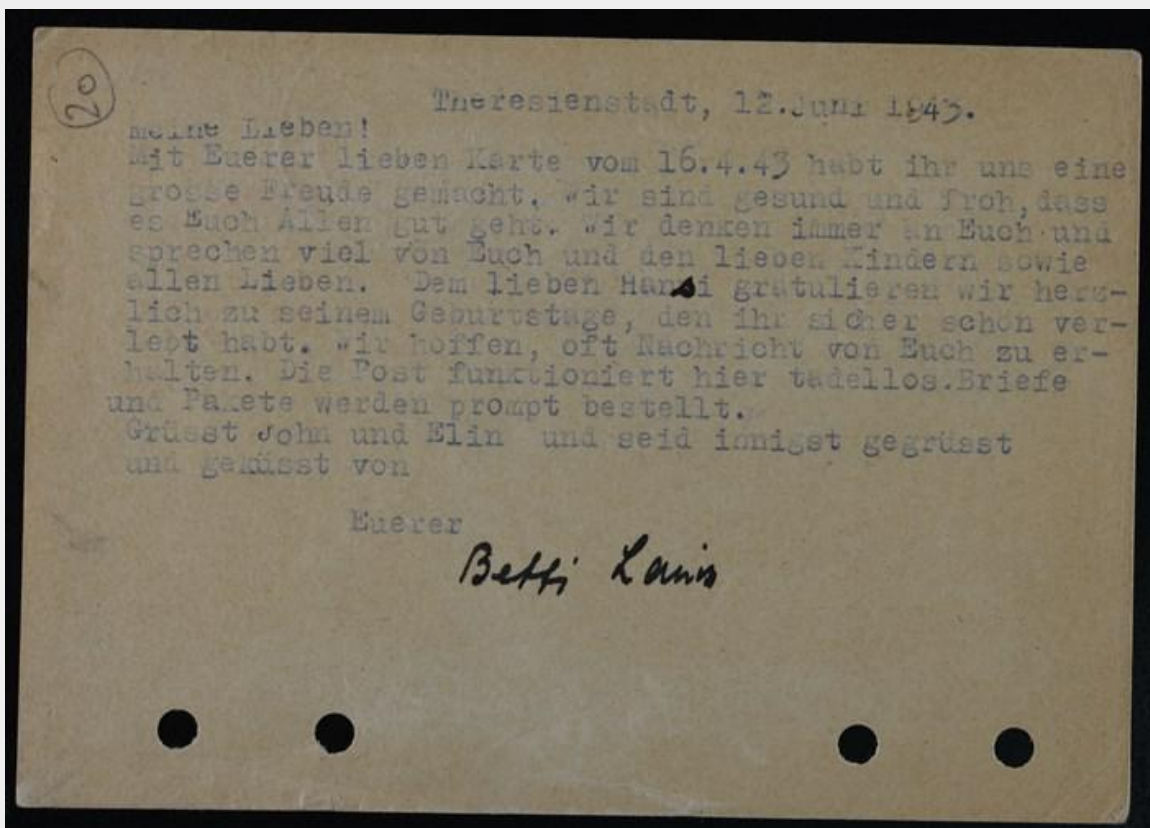 20
Theresienstadt, 12.Juni 1943.
Meine Lieben!
Mit Euerer lieben Karte vom 16.4.43 habt ihr uns eine
grosse Freude gemacht. Wir sind gesund und froh, dass
es Euch Allen gut geht. Wir denken immer an Euch und
sprechen viel von Euch und den lieben Kindern sowie
allen Lieben. Dem lieben Hansi gratulieren wir herz-
lich zu seinem Geburtstage, den ihr sicher schon ver-
lebt habt. Wir hoffen, oft Nachricht von Euch zu er-
halten. Die Post funktioniert hier tadellos.Briefe
und Pakete werden prompt bestellt.
Grüsst John und Elin und seid innigst gegrüsst
und geküsst von
Euerer
Betti